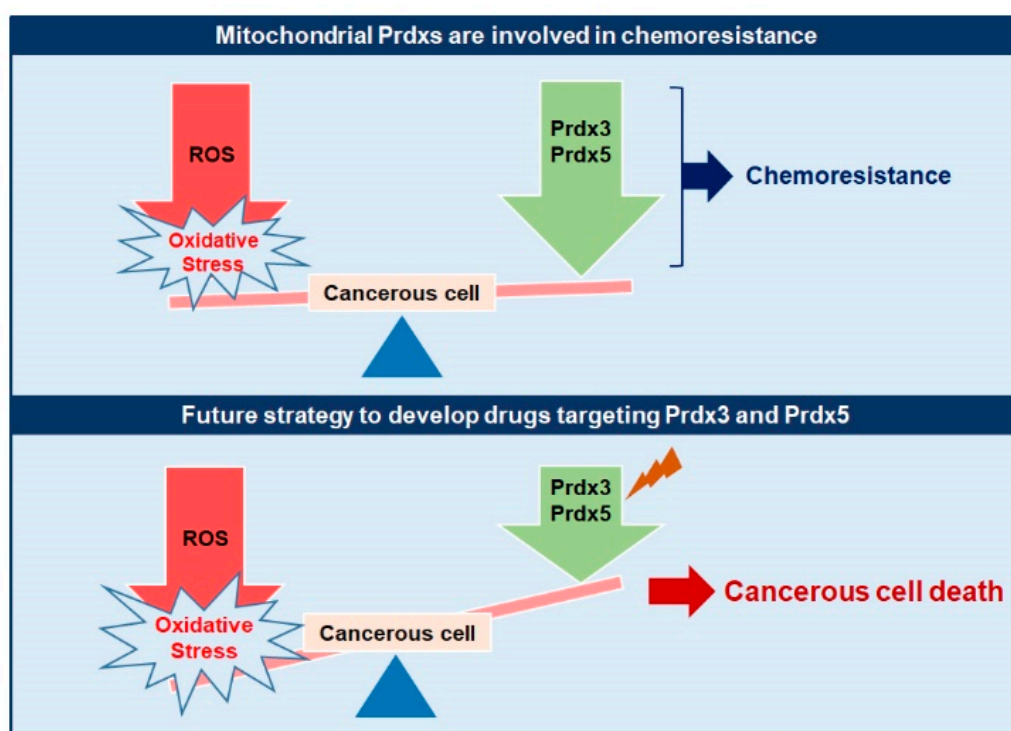 Mitochondrial Prdxs are involved in chemoresistance
ROS
Oxidative
Stress
Prdx3
Prdx5
Chemoresistance
Cancerous cell
Future strategy to develop drugs targeting Prdx3 and Prdx5
ROS
Oxidative
Stress
Prdx3
Prdx5
Cancerous cell death
Cancerous cell